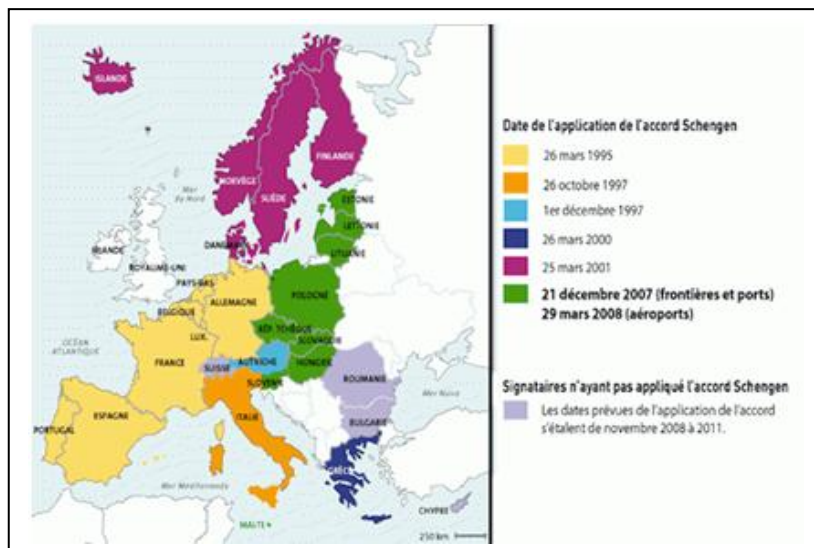 ISLANDE
FINLANDE
NORVÈGE
SUÈDE
Mer
du Nord
ESTONIE
LETTONIE
LITUANIE
DANEMARK
IRLANDE
ROYAUME-UNI
PAYS-BAS
BELGIQUE
ALLEMAGNE
POLOGNE
LUX.
RÉP. TCHÈQUE
SLOVAQUIE
OCÉAN
ATLANTIQUE
FRANCE
SUISSE
AUTRICHE
HONGRIE
SLOVÉNIE
ROUMANIE
Mer Noire
ITALIE
BULGARIE
PORTUGAL
ESPAGNE
GRÈCE
Mer Méditerranée
MALTE
CHYPRE
250 km
Date de l'application de l'accord Schengen
26 mars 1995
26 octobre 1997
1er décembre 1997
26 mars 2000
25 mars 2001
21 décembre 2007 (frontières et ports)
29 mars 2008 (aéroports)
Signataires n'ayant pas appliqué l'accord Schengen
Les dates prévues de l'application de l'accord
s'étalent de novembre 2008 à 2011.